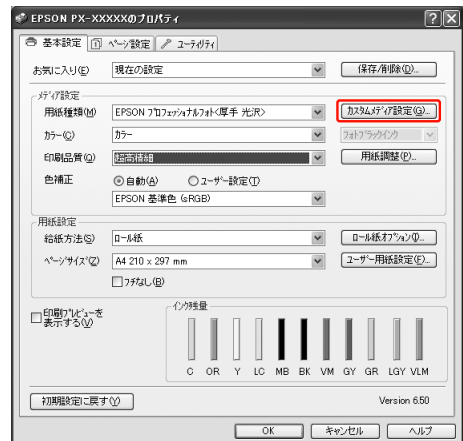 EPSON PX-XXXXXのプロパティ
基本設定 ページ設定 ユーティリティ
お気に入り(E) 現在の設定 保存/削除(D)...
メディア設定
用紙種類(M) EPSON プロフェッショナルフォト<厚手 光沢> カスタムメディア設定(G)...
カラー(C) カラー フォトブラックインク
印刷品質(Q) 超高精細 用紙調整(P)...
色補正 自動(A) ユーザー設定(T)
EPSON 基準色 (sRGB)
用紙設定
給紙方法(S) ロール紙 ロール紙オプション(I)...
ページサイズ(Z) A4 210 x 297 mm ユーザー用紙設定(F)...
フチなし(B)
印刷プレビューを
表示する(V)
インク残量
C OR Y LC MB BK VM GY GR LGY VLM
初期設定に戻す(Y) Version 6.50
OK キャンセル ヘルプ